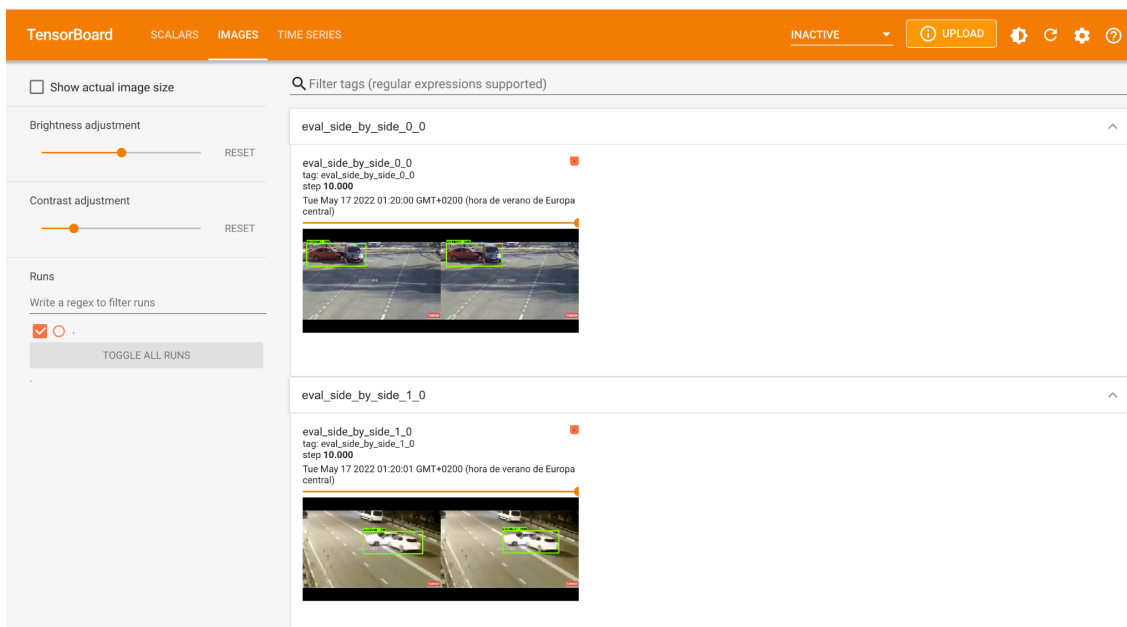 TensorBoard SCALARS IMAGES TIME SERIES INACTIVE UPLOAD
Show actual image size
Filter tags (regular expressions supported)
Brightness adjustment
RESET
Contrast adjustment
RESET
Runs
Write a regex to filter runs
.
TOGGLE ALL RUNS
.
eval_side_by_side_0_0
eval_side_by_side_0_0
tag: eval_side_by_side_0_0
step 10.000
Tue May 17 2022 01:20:00 GMT+0200 (hora de verano de Europa
central)
eval_side_by_side_1_0
eval_side_by_side_1_0
tag: eval_side_by_side_1_0
step 10.000
Tue May 17 2022 01:20:01 GMT+0200 (hora de verano de Europa
central)